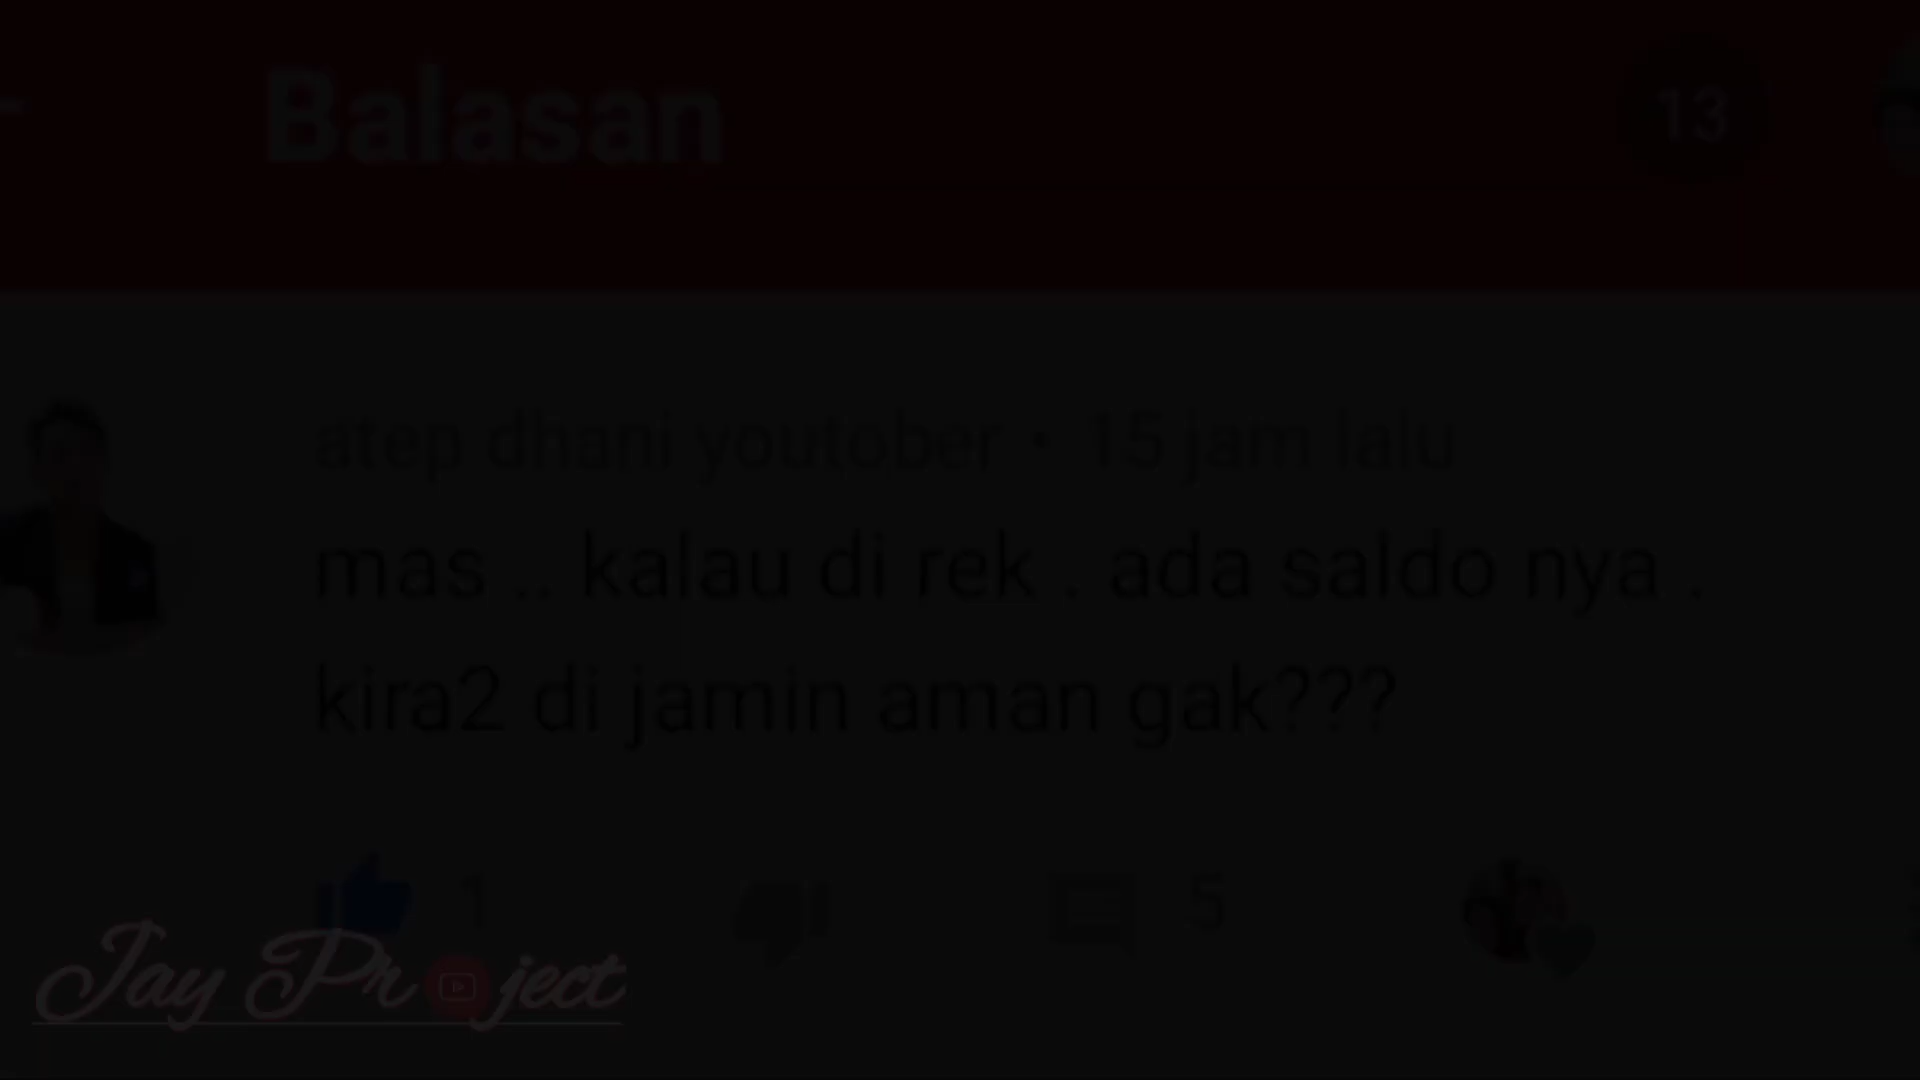 Balasan
13
atep dhani youtober • 15 jam lalu
mas .. kalau di rek . ada saldo nya .
kira2 di jamin aman gak???
1
5
Jay Project